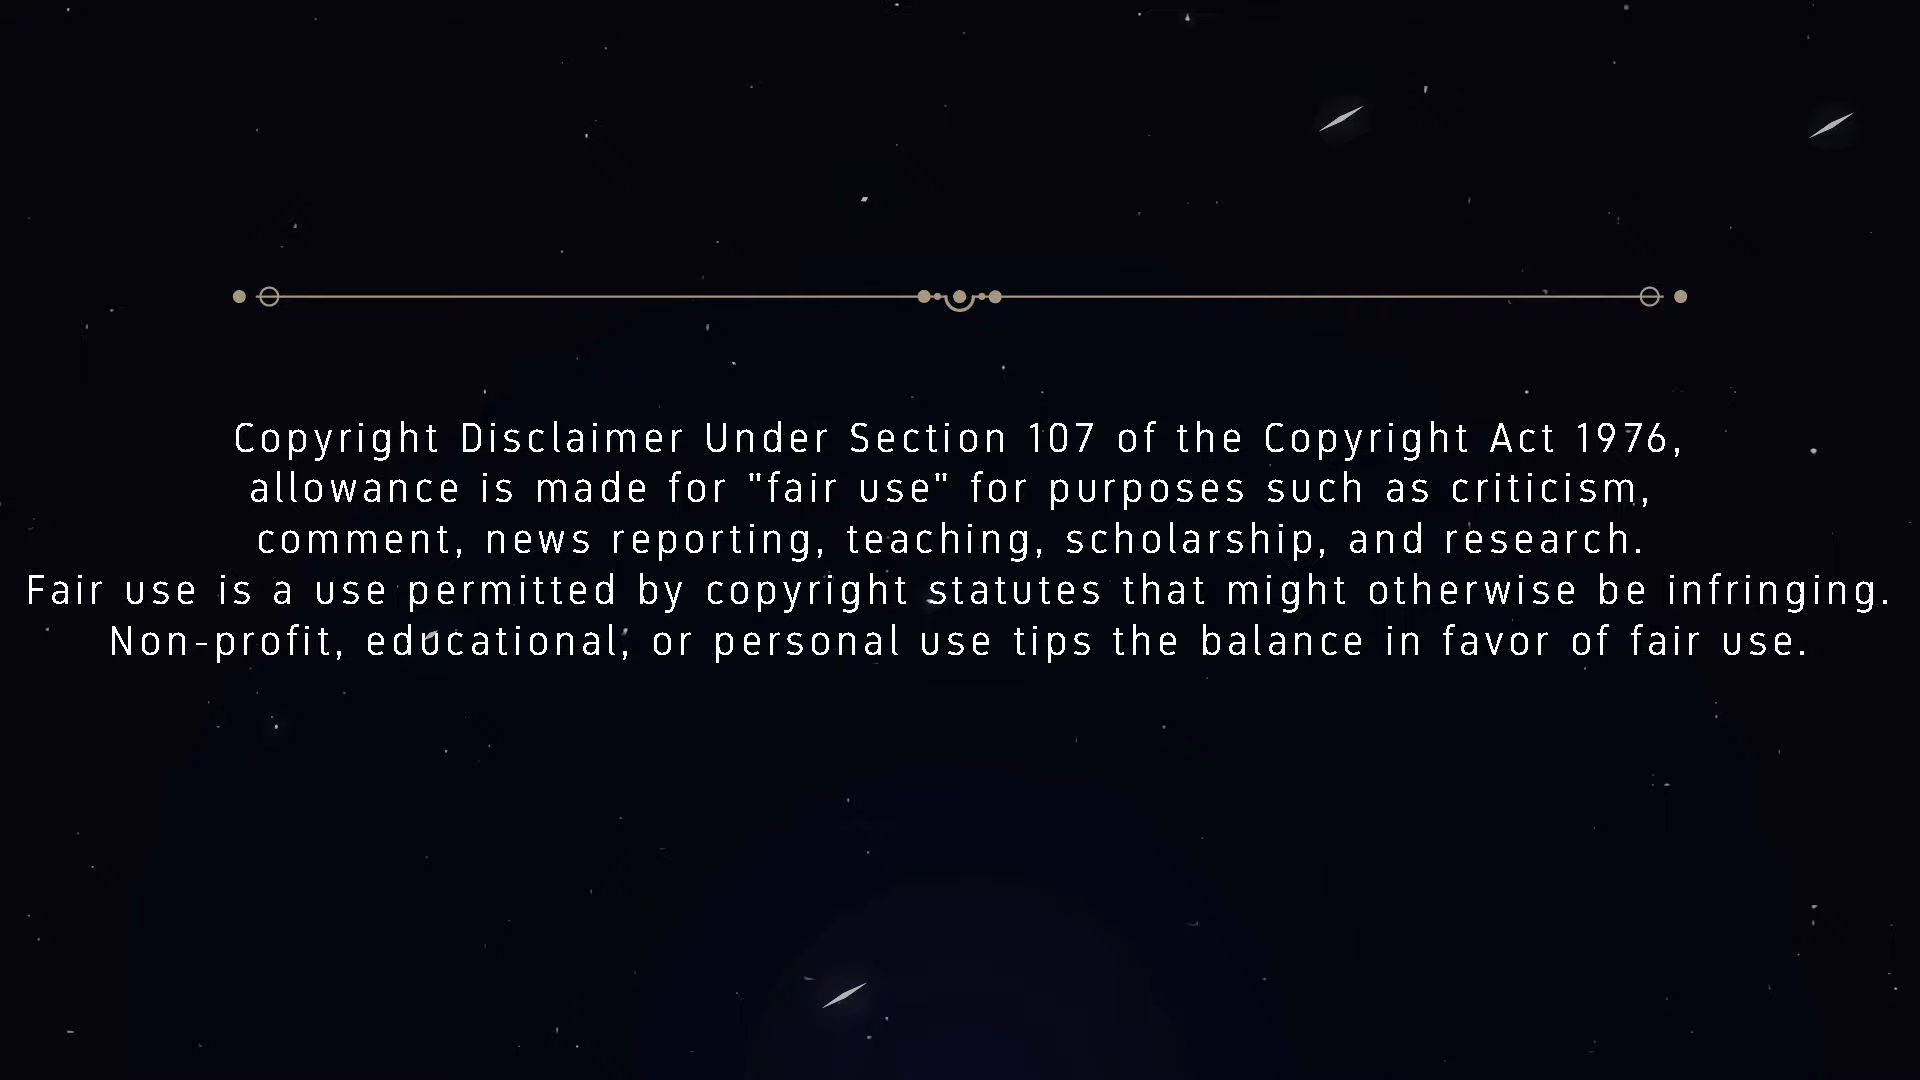 Copyright Disclaimer Under Section 107 of the Copyright Act 1976,
allowance is made for "fair use" for purposes such as criticism,
comment, news reporting, teaching, scholarship, and research.
Fair use is a use permitted by copyright statutes that might otherwise be infringing.
Non-profit, educational, or personal use tips the balance in favor of fair use.